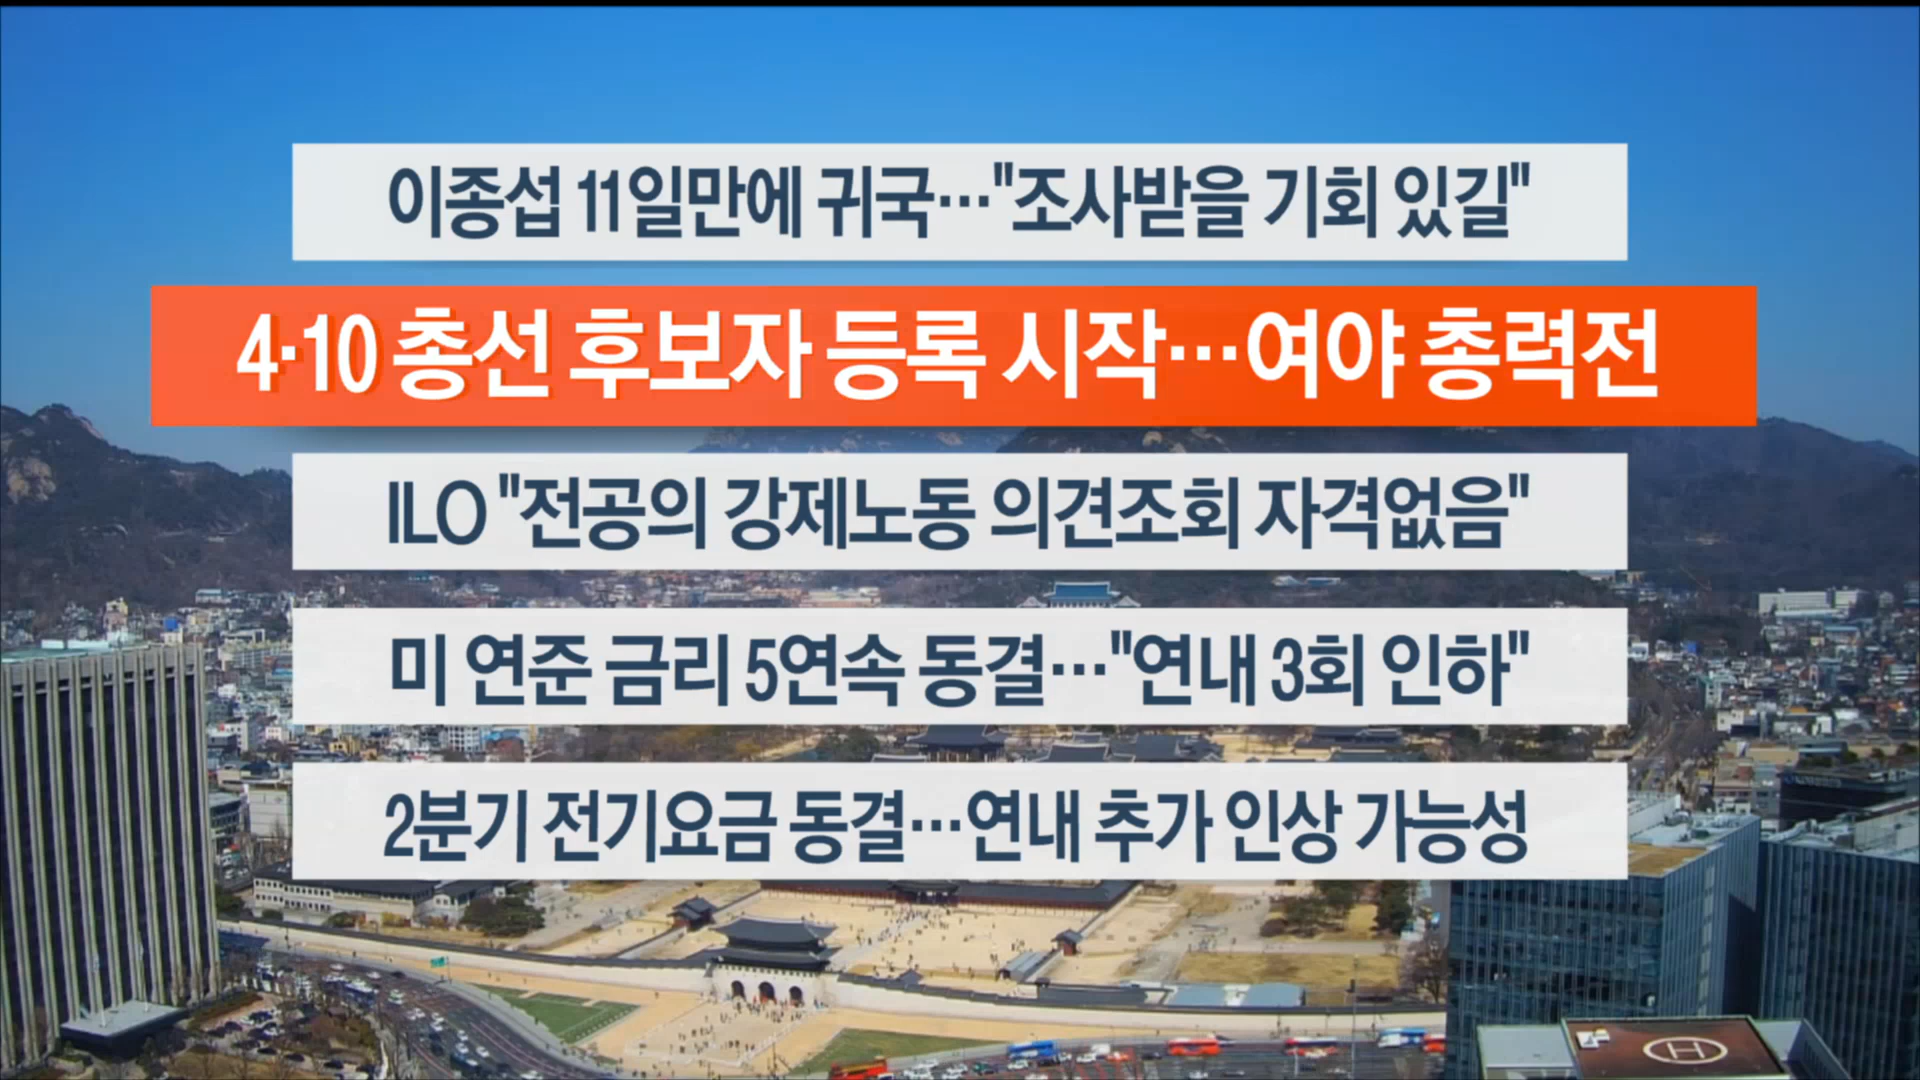 이종섭 11일만에 귀국…"조사받을 기회 있길"
4·10 총선 후보자 등록 시작…여야 총력전
ILO "전공의 강제노동 의견조회 자격없음"
미 연준 금리 5연속 동결…"연내 3회 인하"
2분기 전기요금 동결…연내 추가 인상 가능성
H